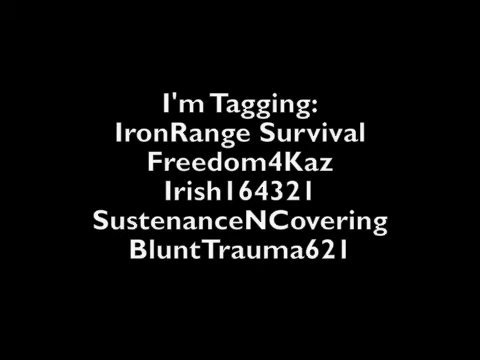 I'm Tagging:
IronRange Survival
Freedom4Kaz
Irish164321
SustenanceNCovering
BluntTrauma621